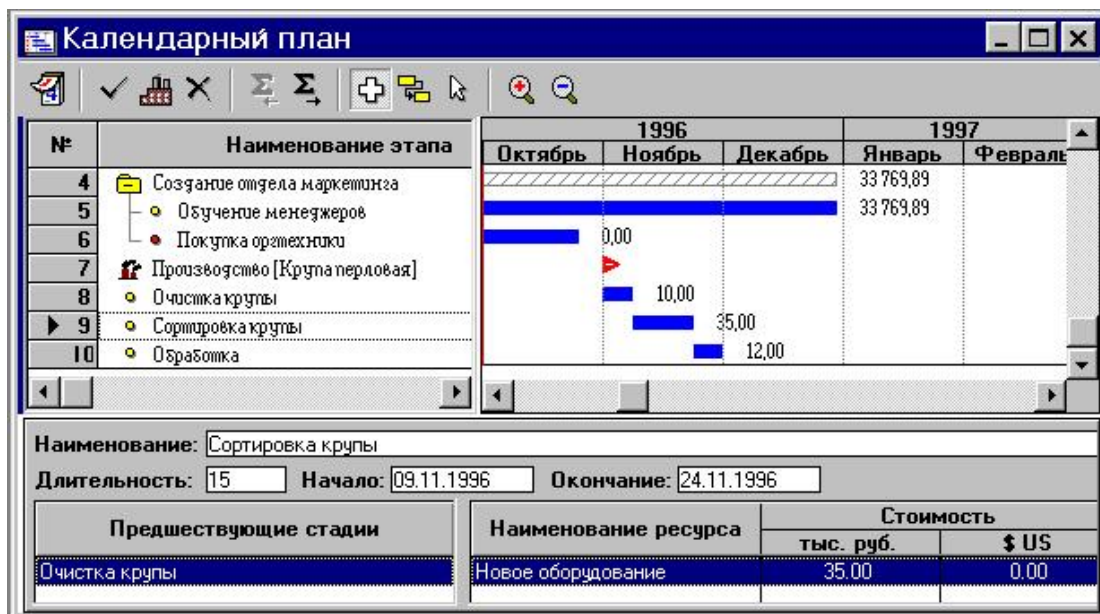 Календарный план
№ Наименование этапа 1996 1997
Октябрь Ноябрь Декабрь Январь Февраль
4 Создание отдела маркетинга 33 769,89
5 Обучение менеджеров 33 769,89
6 Покупка оргтехники 0,00
7 Производство [Крупа перловая]
8 Очистка крупы 10,00
9 Сортировка крупы 35,00
10 Обработка 12,00
Наименование: Сортировка крупы
Длительность: 15 Начало: 09.11.1996 Окончание: 24.11.1996
Предшествующие стадии Наименование ресурса Стоимость
тыс. руб. $ US
Очистка крупы Новое оборудование 35.00 0.00